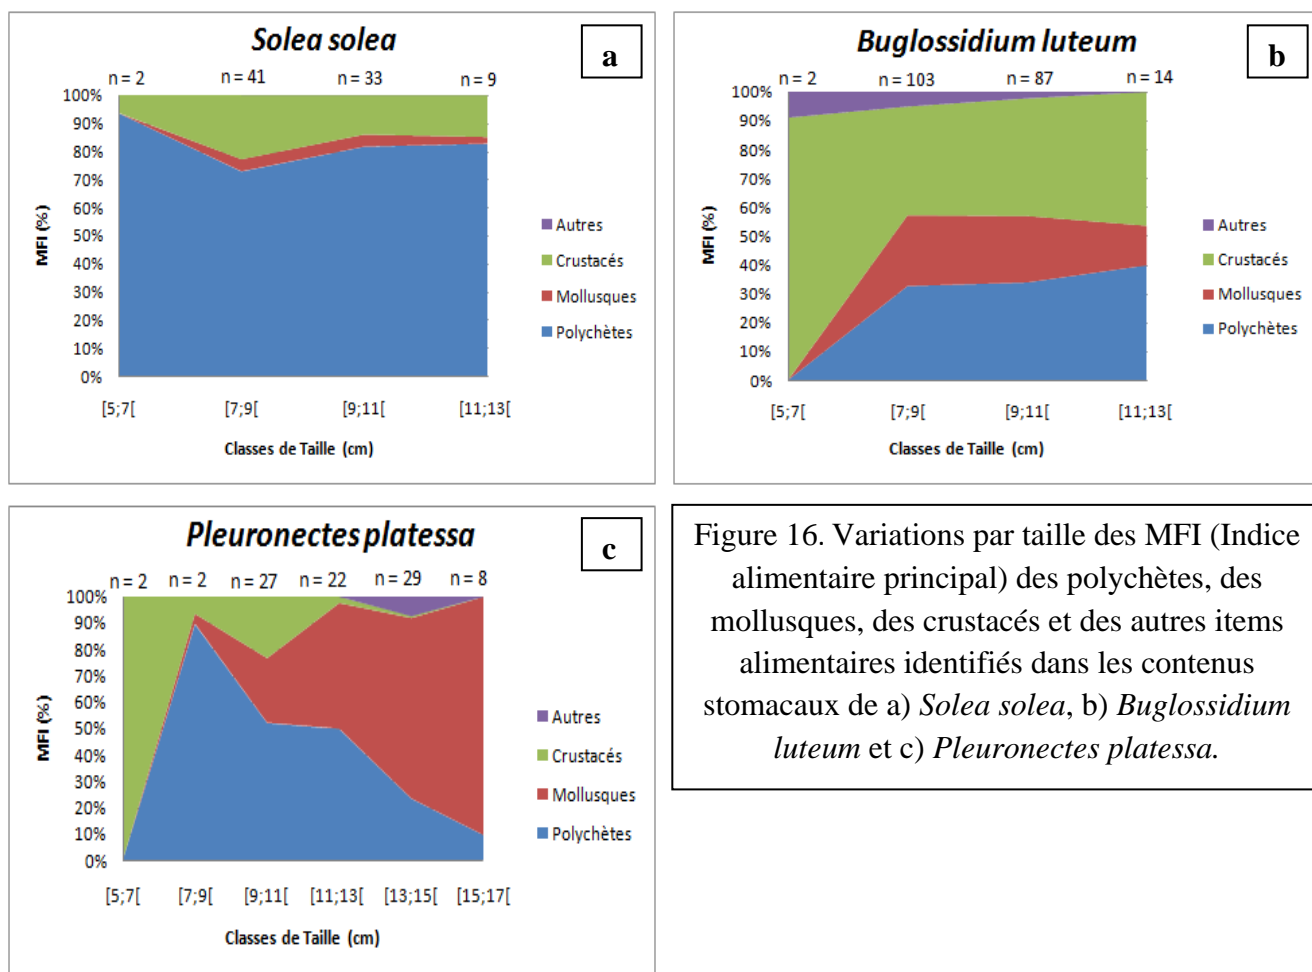 Solea solea
a
n = 2 n = 41 n = 33 n = 9
100%
90%
80%
70%
60%
50%
40%
30%
20%
10%
0%
MFI (%)
Autres
Crustacés
Mollusques
Polychètes
[5;7[ [7;9[ [9;11[ [11;13[
Classes de Taille (cm)
Buglossidium luteum
b
n = 2 n = 103 n = 87 n = 14
100%
90%
80%
70%
60%
50%
40%
30%
20%
10%
0%
MFI (%)
Autres
Crustacés
Mollusques
Polychètes
[5;7[ [7;9[ [9;11[ [11;13[
Classes de Taille (cm)
Pleuronectes platessa
c
n = 2 n = 2 n = 27 n = 22 n = 29 n = 8
100%
90%
80%
70%
60%
50%
40%
30%
20%
10%
0%
MFI (%)
Autres
Crustacés
Mollusques
Polychètes
[5;7[ [7;9[ [9;11[ [11;13[ [13;15[ [15;17[
Classes de Taille (cm)
Figure 16. Variations par taille des MFI (Indice
alimentaire principal) des polychètes, des
mollusques, des crustacés et des autres items
alimentaires identifiés dans les contenus
stomacaux de a) Solea solea, b) Buglossidium
luteum et c) Pleuronectes platessa.